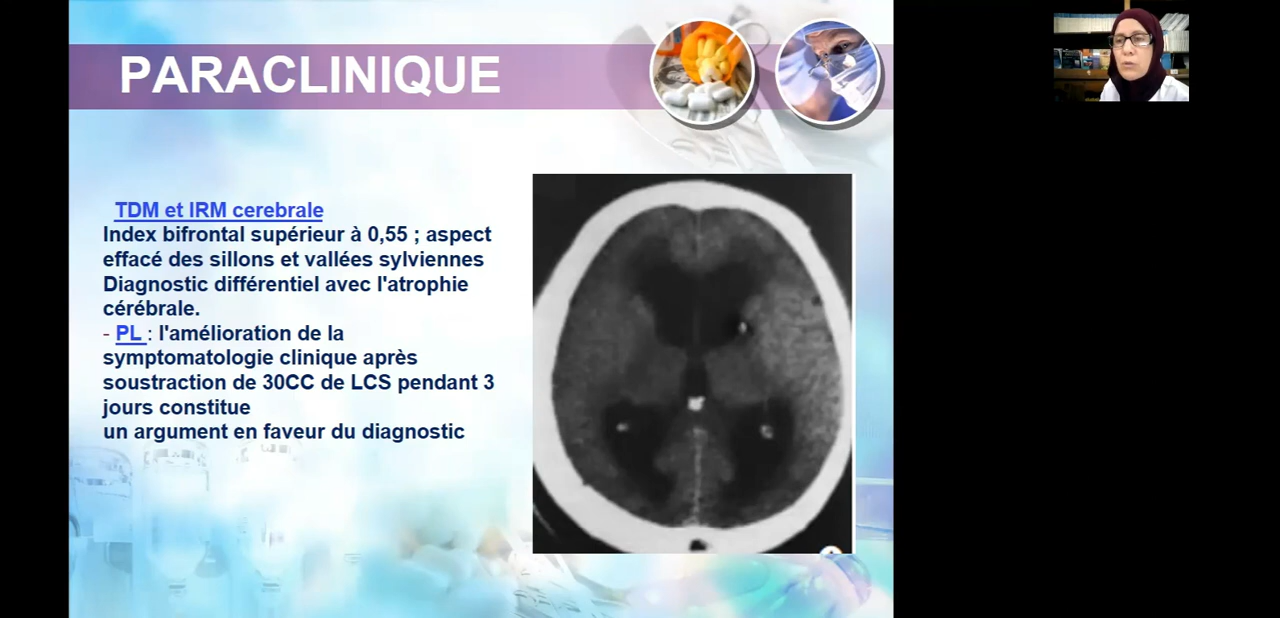 PARACLINIQUE
TDM et IRM cerebrale
Index bifrontal supérieur à 0,55 ; aspect
effacé des sillons et vallées sylviennes
Diagnostic différentiel avec l'atrophie
cérébrale.
- PL : l'amélioration de la
symptomatologie clinique après
soustraction de 30CC de LCS pendant 3
jours constitue
un argument en faveur du diagnostic